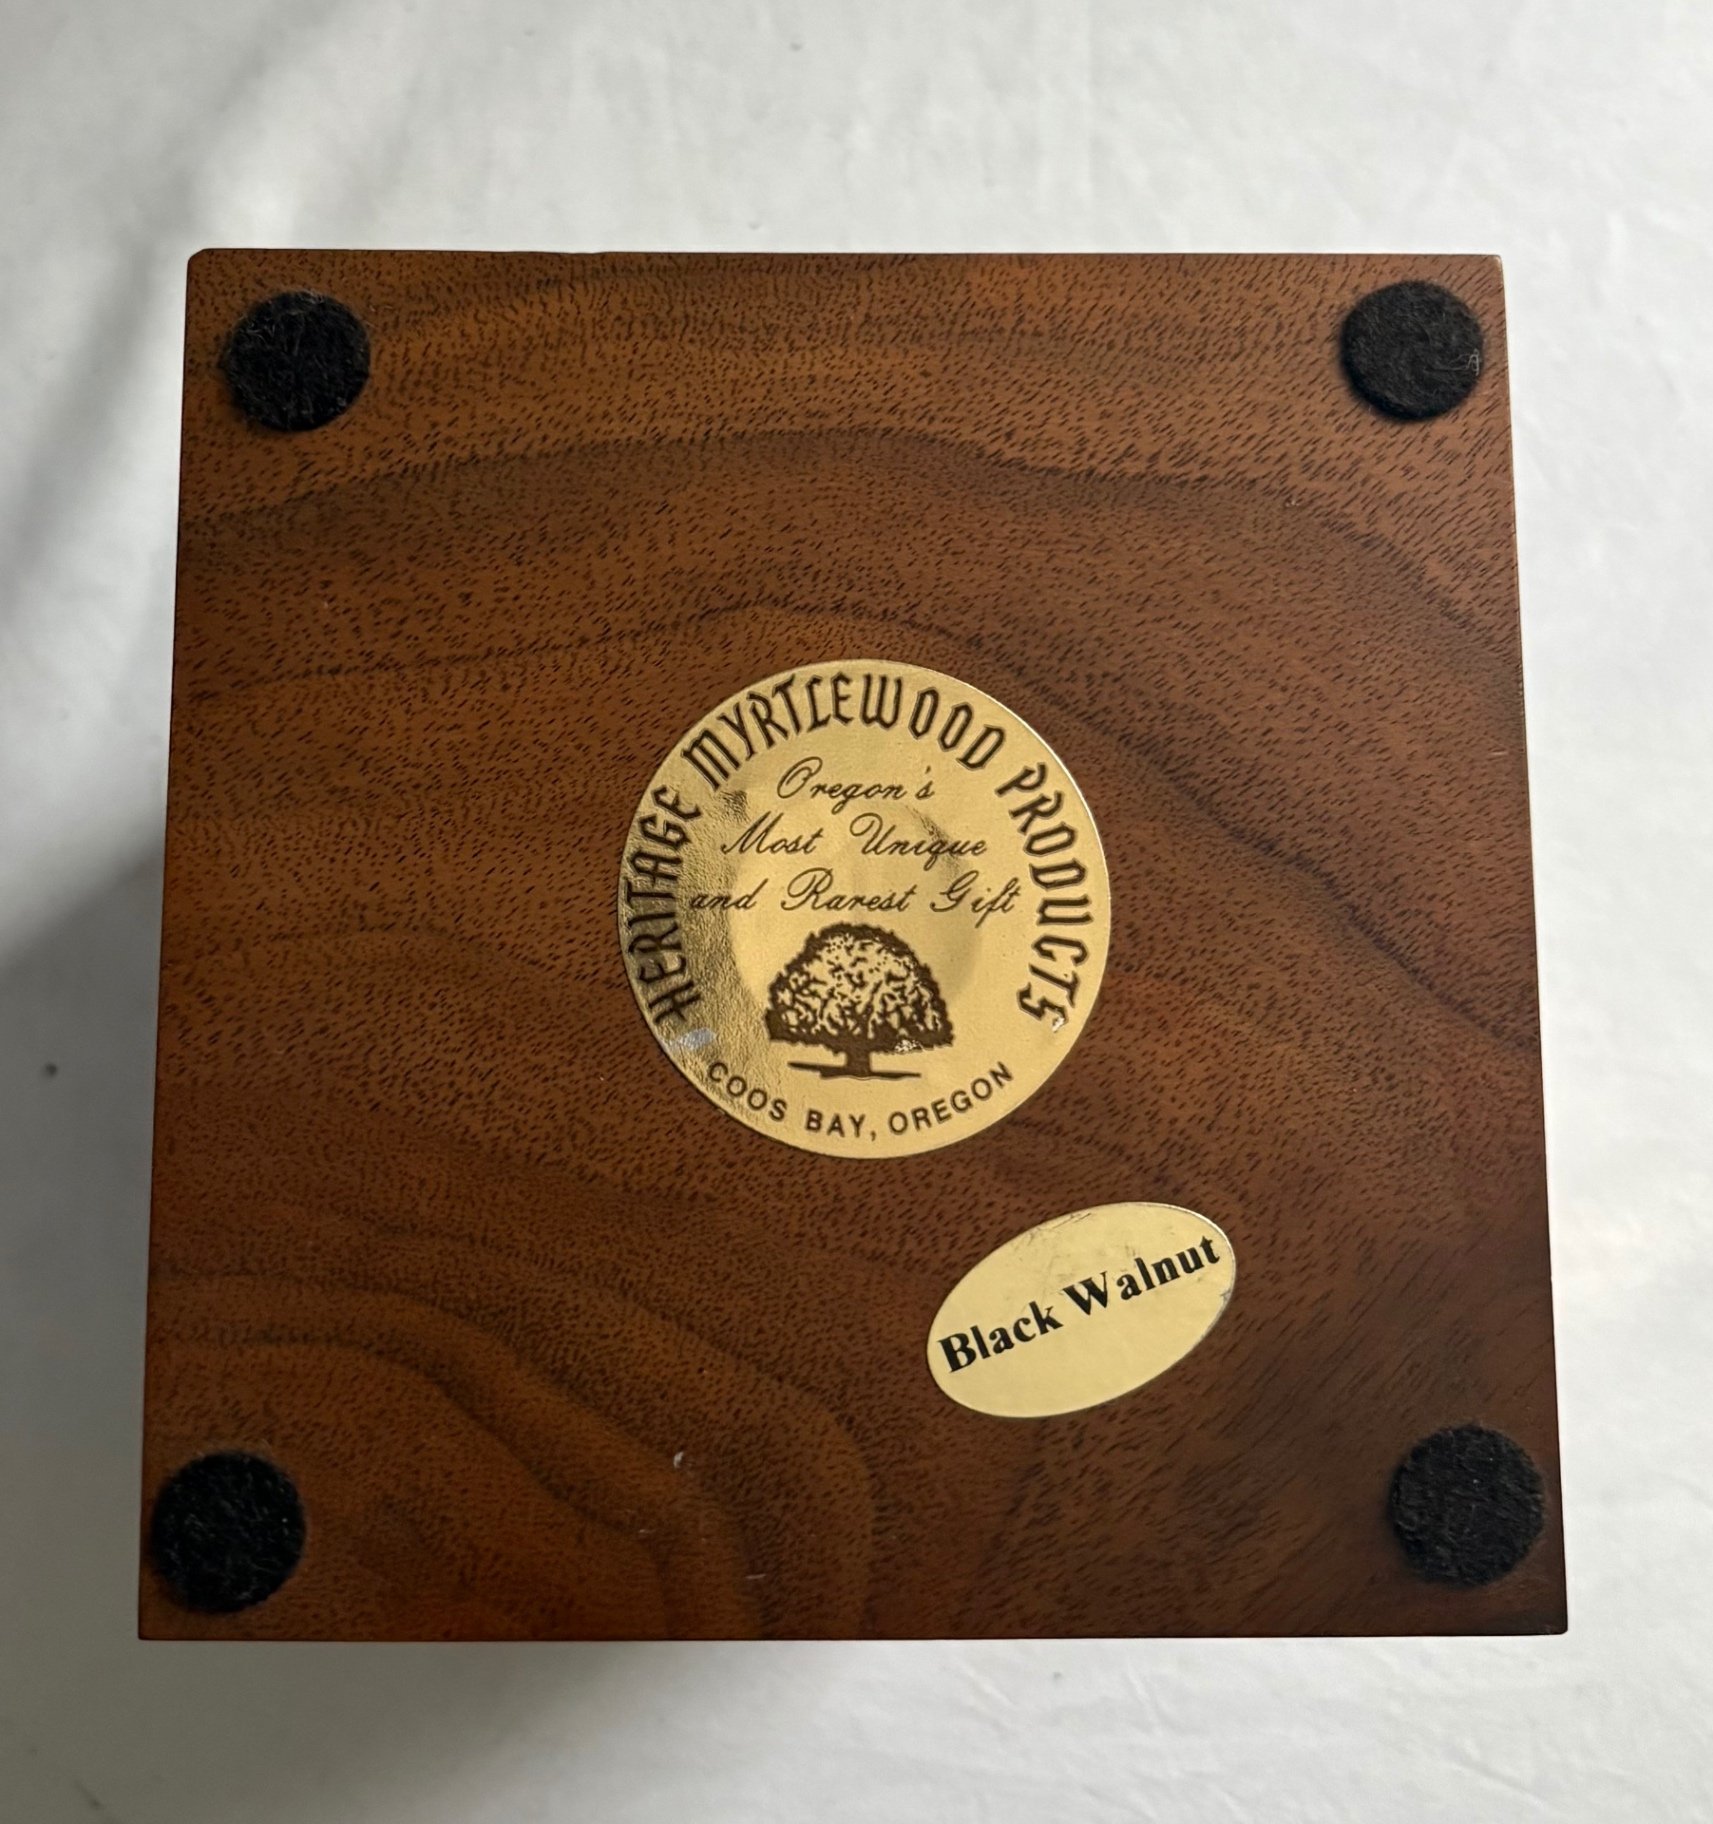 HERITAGE MYRTLEWOOD PRODUCTS
Oregon's
Most Unique
and Rarest Gift
COOS BAY, OREGON
Black Walnut